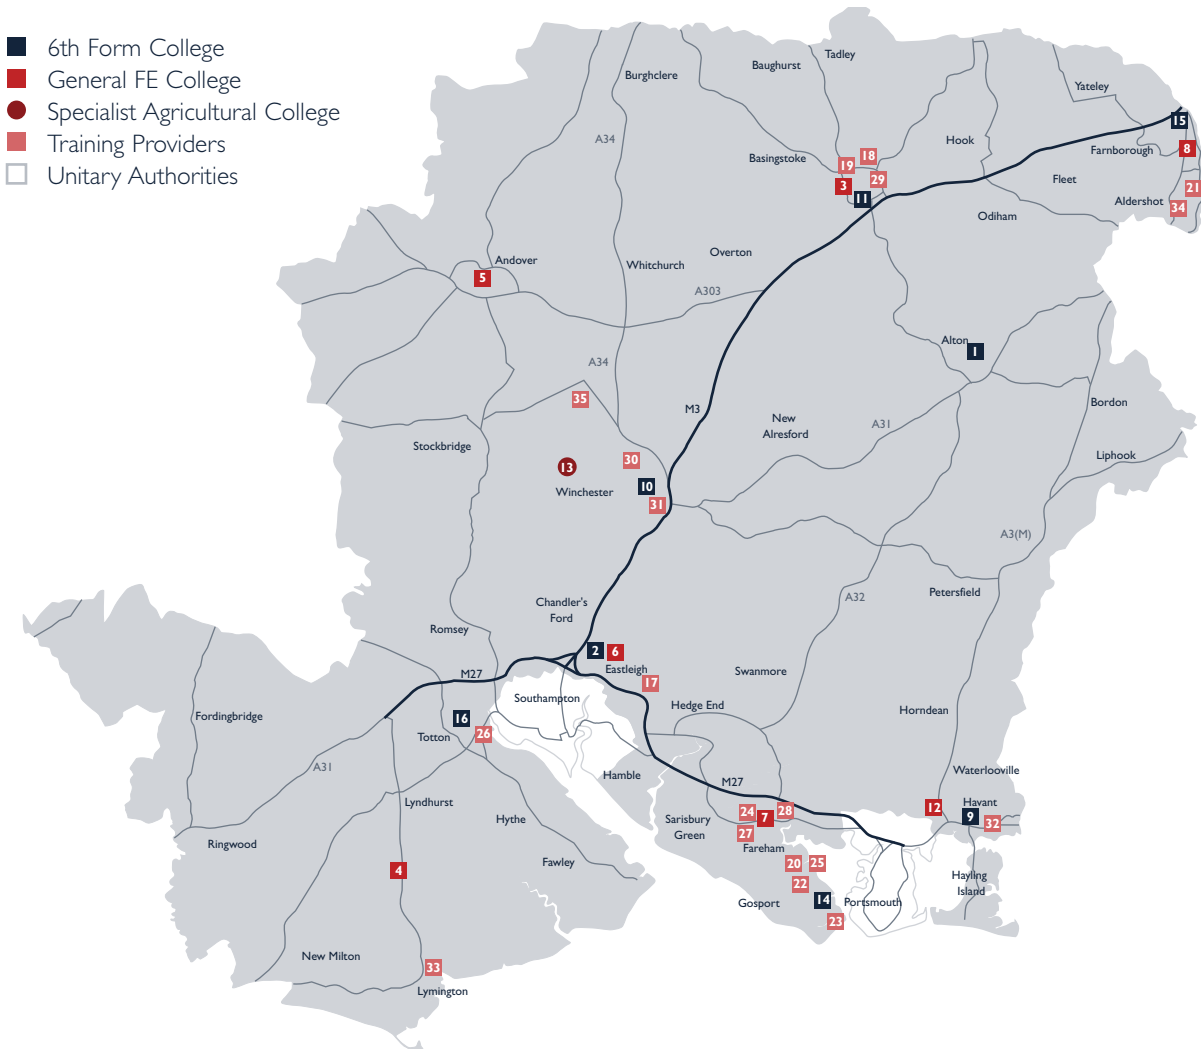 6th Form College
General FE College
Specialist Agricultural College
Training Providers
Unitary Authorities
Tadley
Baughurst
Burghclere
Yateley
15
A34
Hook
Farnborough
8
Basingstoke
18
19
29
Fleet
3
21
11
Aldershot
34
Odiham
Overton
Andover
Whitchurch
5
A303
Alton
1
A34
35
M3
Bordon
New
Alresford
A31
Stockbridge
Liphook
30
13
10
Winchester
31
A3(M)
Petersfield
A32
Chandler's
Ford
Romsey
2
6
Eastleigh
Swanmore
M27
17
Southampton
Hedge End
Horndean
Fordingbridge
16
26
Totton
A31
Waterlooville
Hamble
M27
Lyndhurst
Havant
12
24
28
9
7
Sarisbury
Green
Hythe
32
27
Ringwood
Fareham
Fawley
20
25
4
Hayling
Island
22
14
Gosport
Portsmouth
23
New Milton
33
Lymington